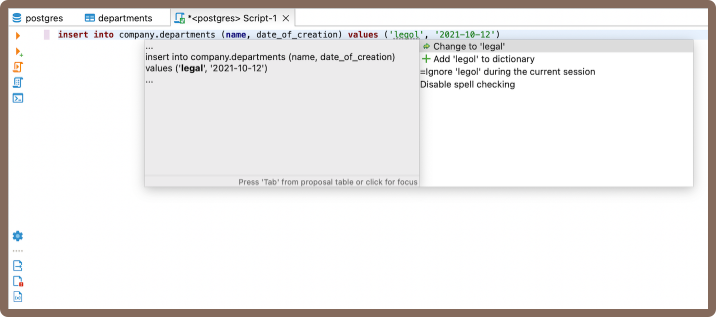 postgres
departments
*<postgres> Script-1
insert into company.departments (name, date_of_creation) values ('legol', '2021-10-12')
...
insert into company.departments (name, date_of_creation)
values ('legal', '2021-10-12')
...
Press 'Tab' from proposal table or click for focus
Change to 'legal'
Add 'legol' to dictionary
Ignore 'legol' during the current session
Disable spell checking